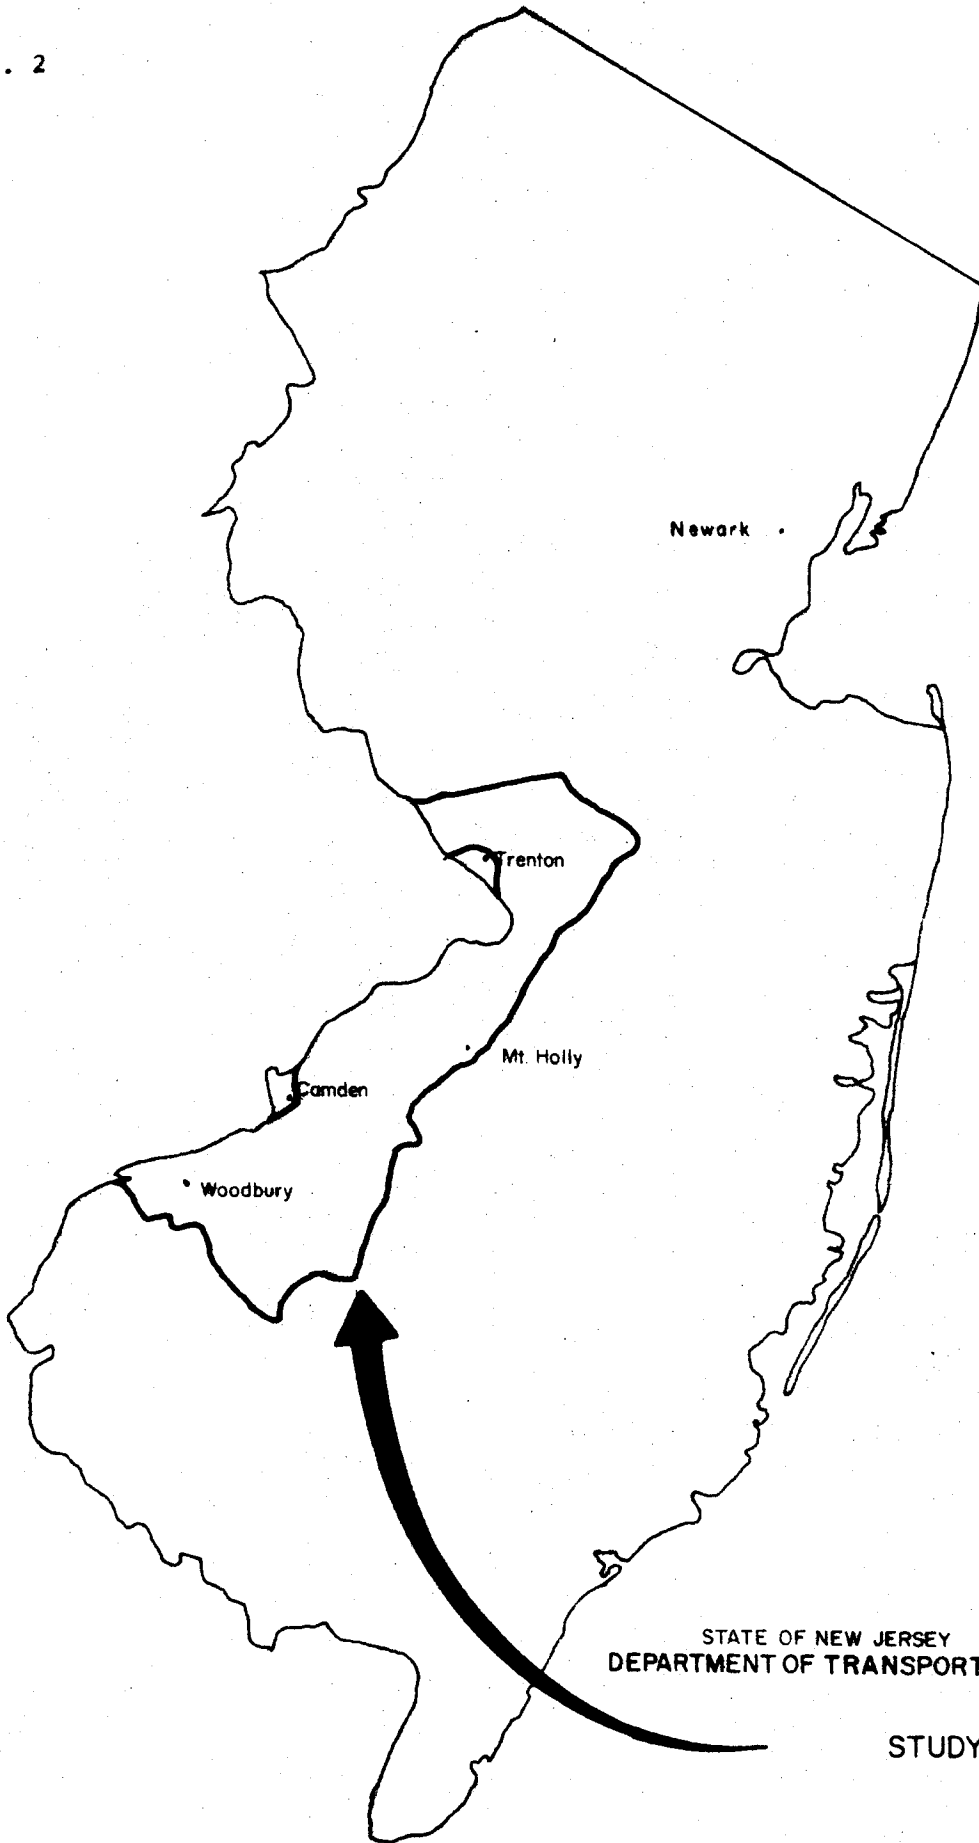 . 2
Newark
Trenton
Mt. Holly
Camden
Woodbury
STATE OF NEW JERSEY
DEPARTMENT OF TRANSPORT
STUDY